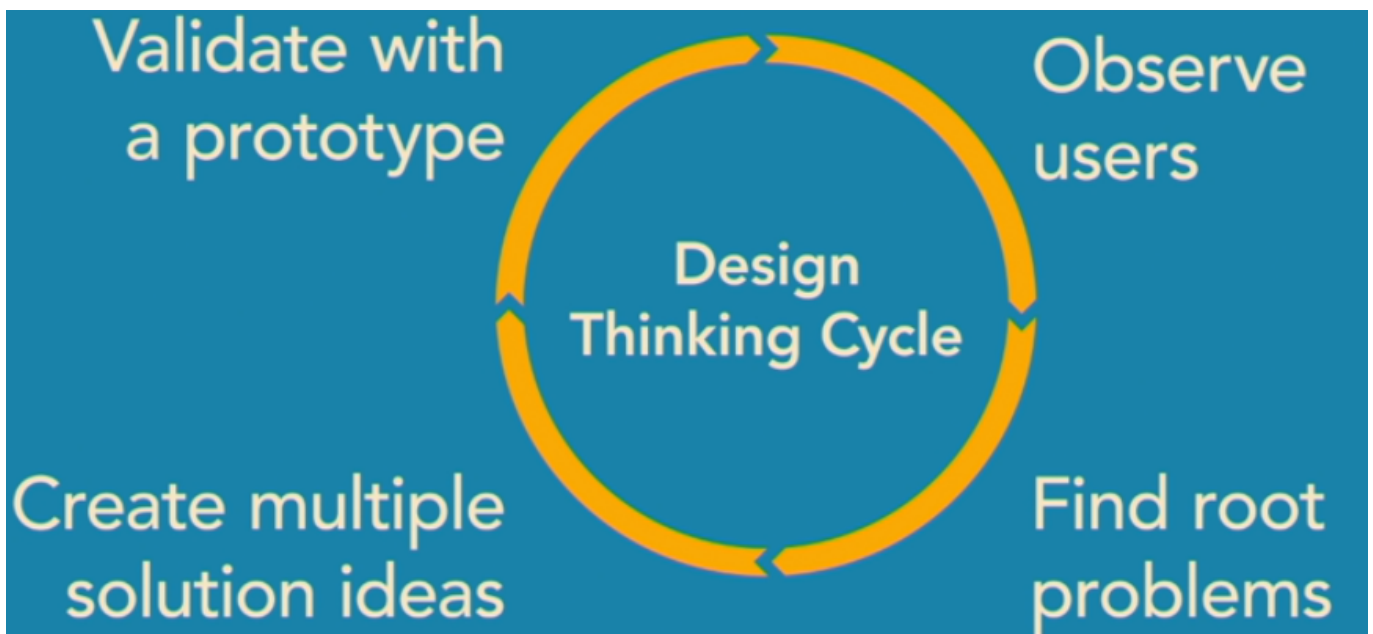 Validate with
a prototype
Observe
users
Design
Thinking Cycle
Create multiple
solution ideas
Find root
problems